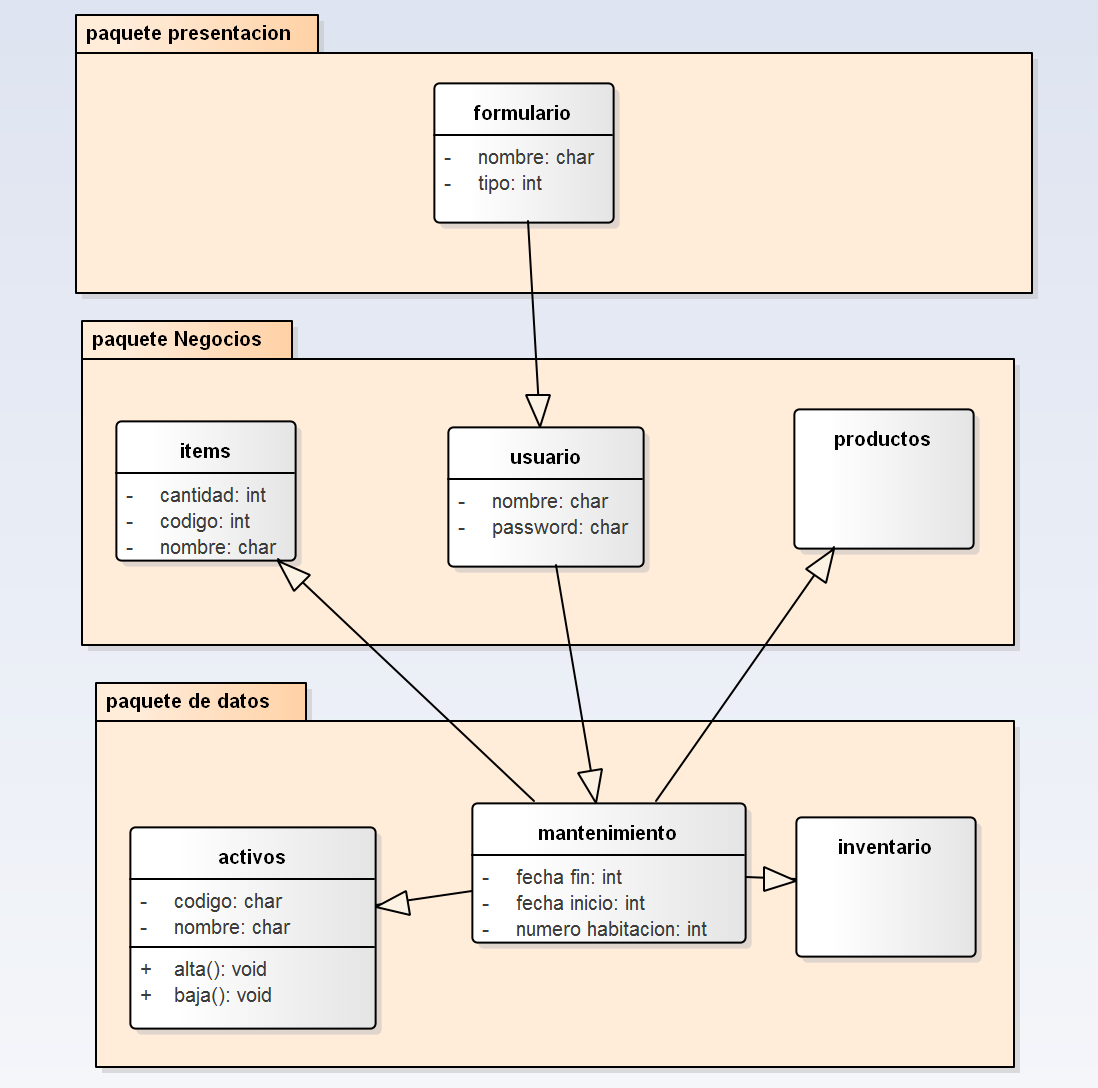 paquete presentacion
formulario
- nombre: char
- tipo: int
paquete Negocios
items
- cantidad: int
- codigo: int
- nombre: char
usuario
- nombre: char
- password: char
productos
paquete de datos
activos
- codigo: char
- nombre: char
+ alta(): void
+ baja(): void
mantenimiento
- fecha fin: int
- fecha inicio: int
- numero habitacion: int
inventario